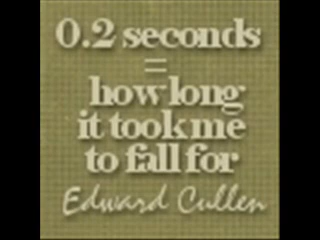 0.2 seconds
=
how long
it took me
to fall for
Edward Cullen